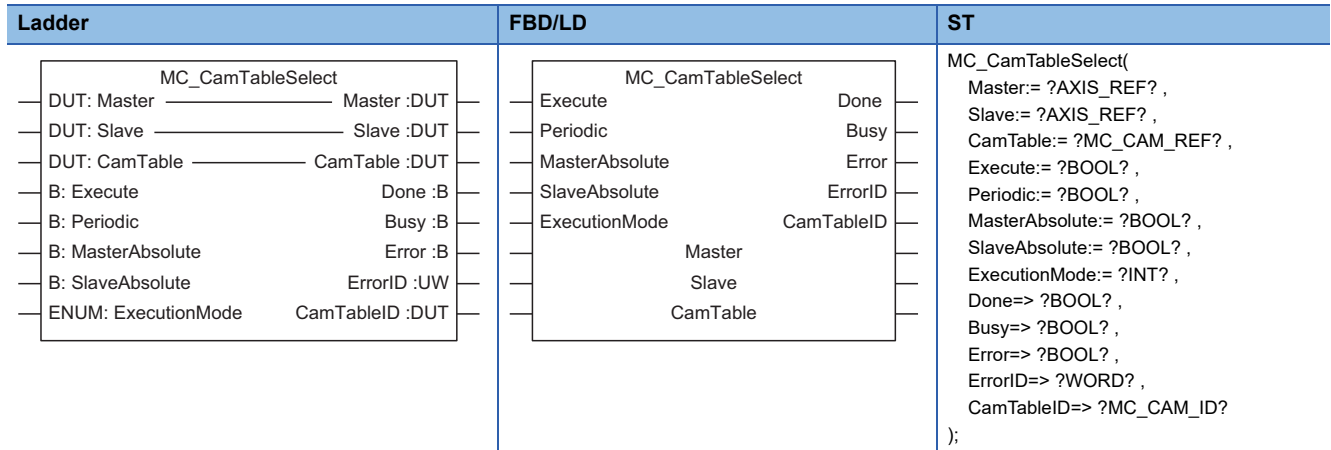 Ladder
FBD/LD
ST
MC_CamTableSelect
DUT: Master Master :DUT
DUT: Slave Slave :DUT
DUT: CamTable CamTable :DUT
B: Execute Done :B
B: Periodic Busy :B
B: MasterAbsolute Error :B
B: SlaveAbsolute ErrorID :UW
ENUM: ExecutionMode CamTableID :DUT
MC_CamTableSelect
Execute Done
Periodic Busy
MasterAbsolute Error
SlaveAbsolute ErrorID
ExecutionMode CamTableID
Master
Slave
CamTable
MC_CamTableSelect(
Master:= ?AXIS_REF? ,
Slave:= ?AXIS_REF? ,
CamTable:= ?MC_CAM_REF? ,
Execute:= ?BOOL? ,
Periodic:= ?BOOL? ,
MasterAbsolute:= ?BOOL? ,
SlaveAbsolute:= ?BOOL? ,
ExecutionMode:= ?INT? ,
Done=> ?BOOL? ,
Busy=> ?BOOL? ,
Error=> ?BOOL? ,
ErrorID=> ?WORD? ,
CamTableID=> ?MC_CAM_ID?
);